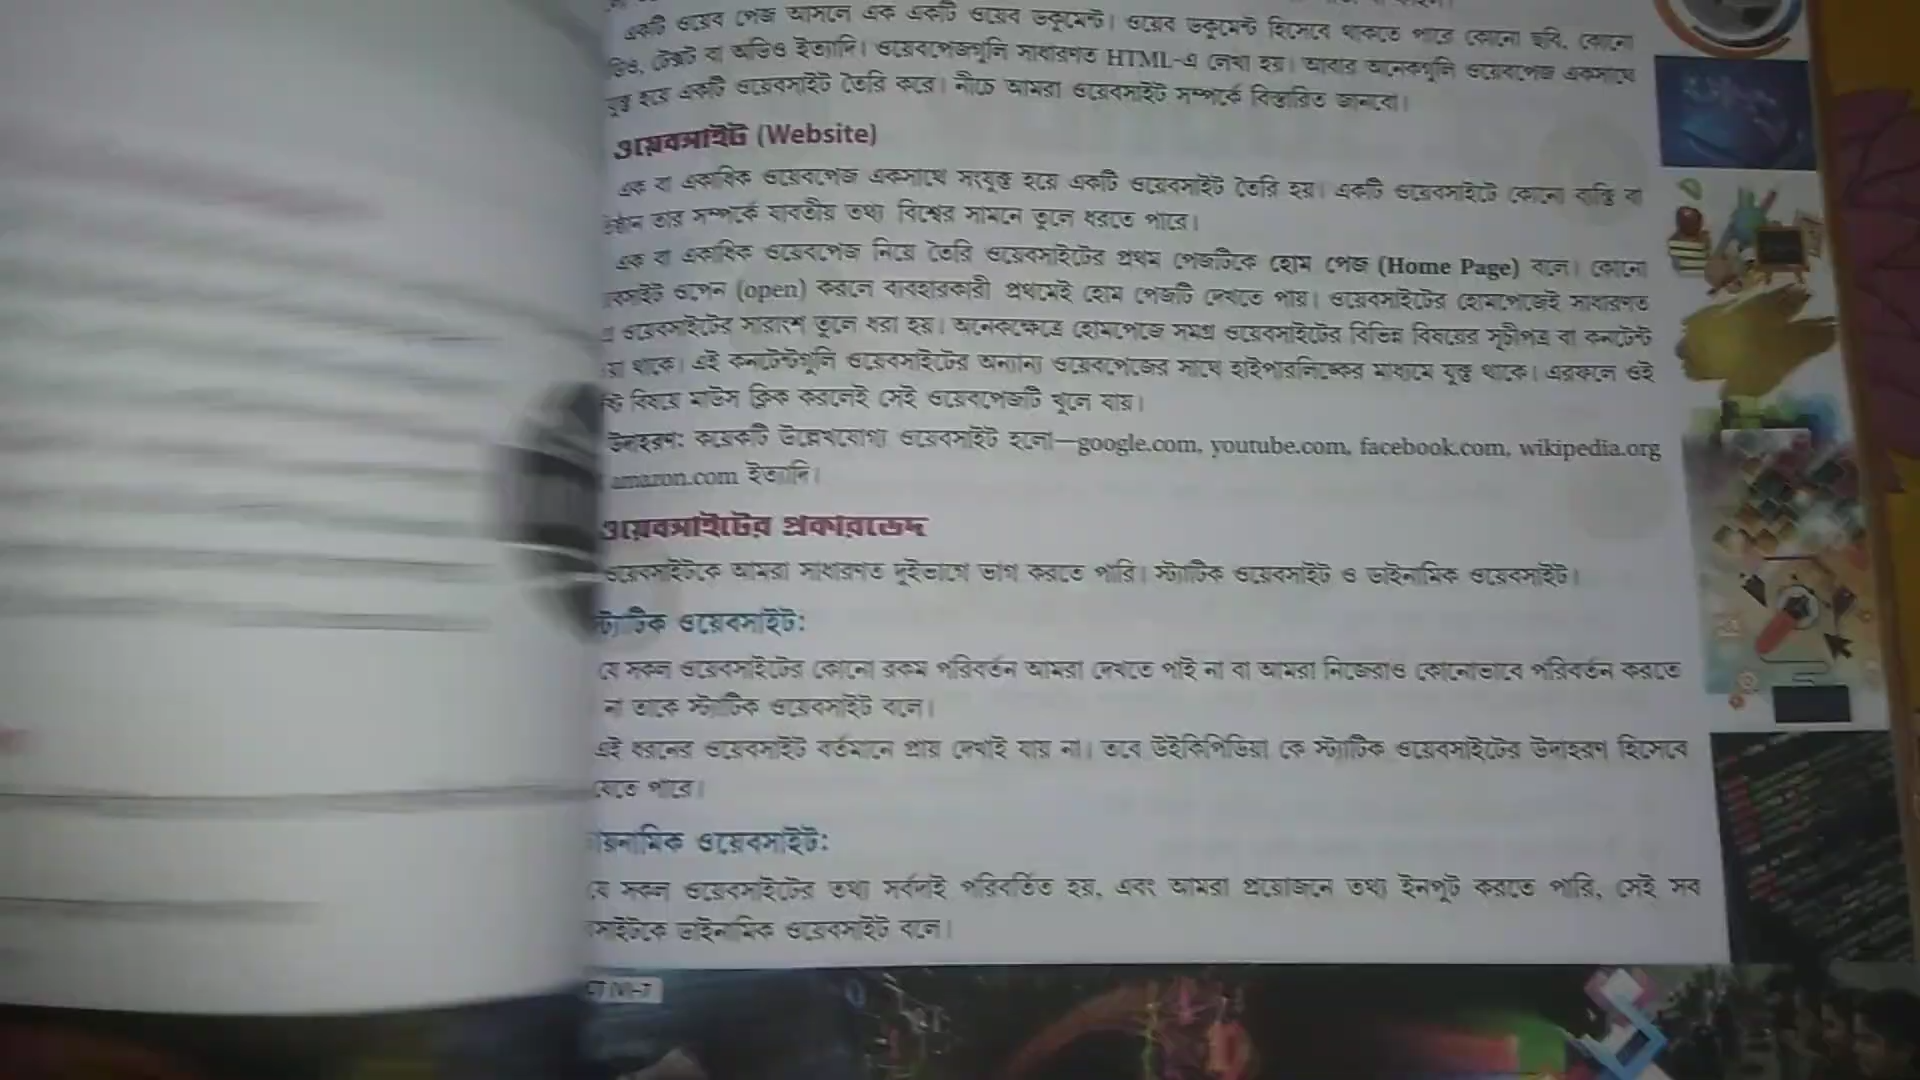 একটি ওয়েব পেজ আসলে এক একটি ওয়েব ডকুমেন্ট। ওয়েব ডকুমেন্ট হিসেবে থাকতে পারে কোনো ছবি, কোনো
টেক্সট বা অডিও ইত্যাদি। ওয়েবপেজগুলি সাধারণত HTML-এ লেখা হয়। আবার অনেকগুলি ওয়েবপেজ একসাথে
যুক্ত হয়ে একটি ওয়েবসাইট তৈরি করে। নীচে আমরা ওয়েবসাইট সম্পর্কে বিস্তারিত জানবো।
ওয়েবসাইট (Website)
এক বা একাধিক ওয়েবপেজ একসাথে সংযুক্ত হয়ে একটি ওয়েবসাইট তৈরি হয়। একটি ওয়েবসাইটে কোনো ব্যক্তি বা
তার সম্পর্কে যাবতীয় তথ্য বিশ্বের সামনে তুলে ধরতে পারে।
এক বা একাধিক ওয়েবপেজ নিয়ে তৈরি ওয়েবসাইটের প্রথম পেজটিকে হোম পেজ (Home Page) বলে। কোনো
ওপেন (open) করলে ব্যবহারকারী প্রথমেই হোম পেজটি দেখতে পায়। ওয়েবসাইটের হোমপেজেই সাধারণত
ওয়েবসাইটের সারাংশ তুলে ধরা হয়। অনেকক্ষেত্রে হোমপেজে সমগ্র ওয়েবসাইটের বিভিন্ন বিষয়ের সূচীপত্র বা কনটেন্ট
থাকে। এই কনটেন্টগুলি ওয়েবসাইটের অন্যান্য ওয়েবপেজের সাথে হাইপারলিঙ্কের মাধ্যমে যুক্ত থাকে। এরফলে ওই
বিষয়ে মাউস ক্লিক করলেই সেই ওয়েবপেজটি খুলে যায়।
উদাহরণ: কয়েকটি উল্লেখযোগ্য ওয়েবসাইট হলো—google.com, youtube.com, facebook.com, wikipedia.org
amazon.com ইত্যাদি।
ওয়েবসাইটের প্রকারভেদ
ওয়েবসাইটকে আমরা সাধারণত দুইভাগে ভাগ করতে পারি। স্ট্যাটিক ওয়েবসাইট ও ডাইনামিক ওয়েবসাইট।
স্ট্যাটিক ওয়েবসাইট:
যে সকল ওয়েবসাইটের কোনো রকম পরিবর্তন আমরা দেখতে পাই না বা আমরা নিজেরাও কোনোভাবে পরিবর্তন করতে
না তাকে স্ট্যাটিক ওয়েবসাইট বলে।
এই ধরনের ওয়েবসাইট বর্তমানে প্রায় দেখাই যায় না। তবে উইকিপিডিয়া কে স্ট্যাটিক ওয়েবসাইটের উদাহরণ হিসেবে
যেতে পারে।
ওয়েবসাইট:
যে সকল ওয়েবসাইটের তথ্য সর্বদাই পরিবর্তিত হয়, এবং আমরা প্রয়োজনে তথ্য ইনপুট করতে পারি, সেই সব
ডাইনামিক ওয়েবসাইট বলে।